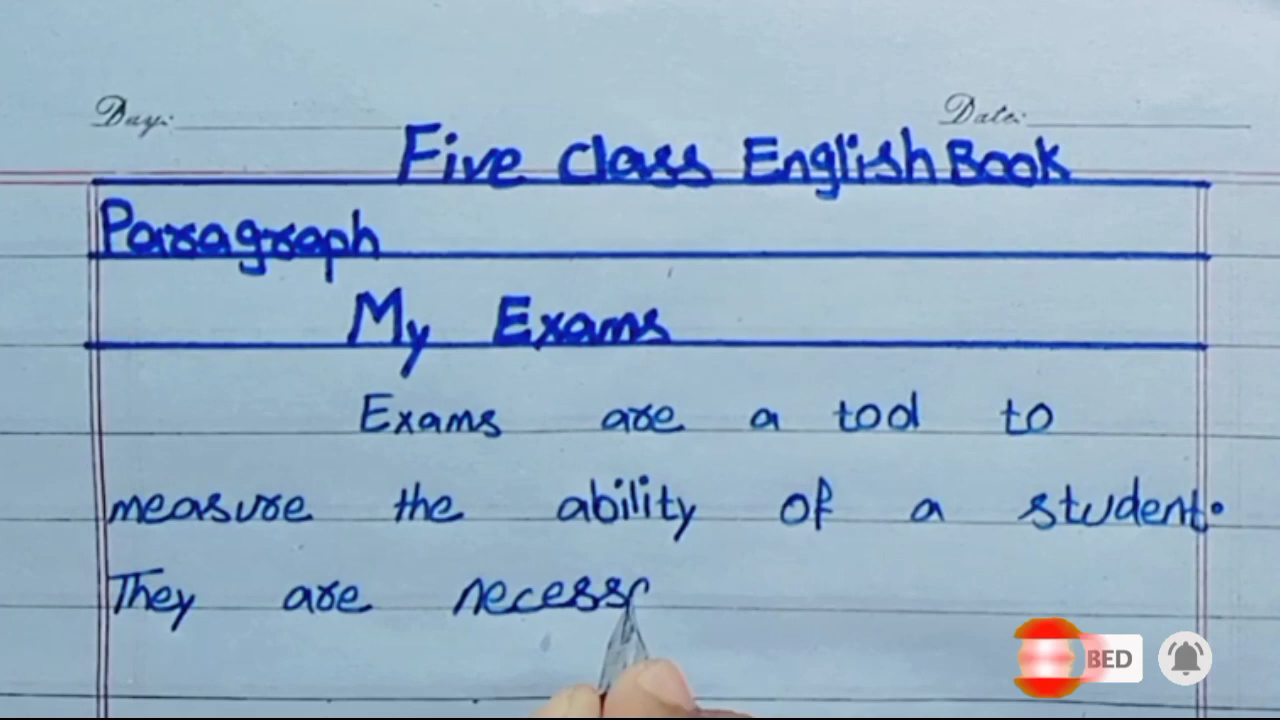 Day:
Date:
Five Class English Book
Paragraph
My Exams
Exams are a tool to
measure the ability of a student.
They are necess
BED